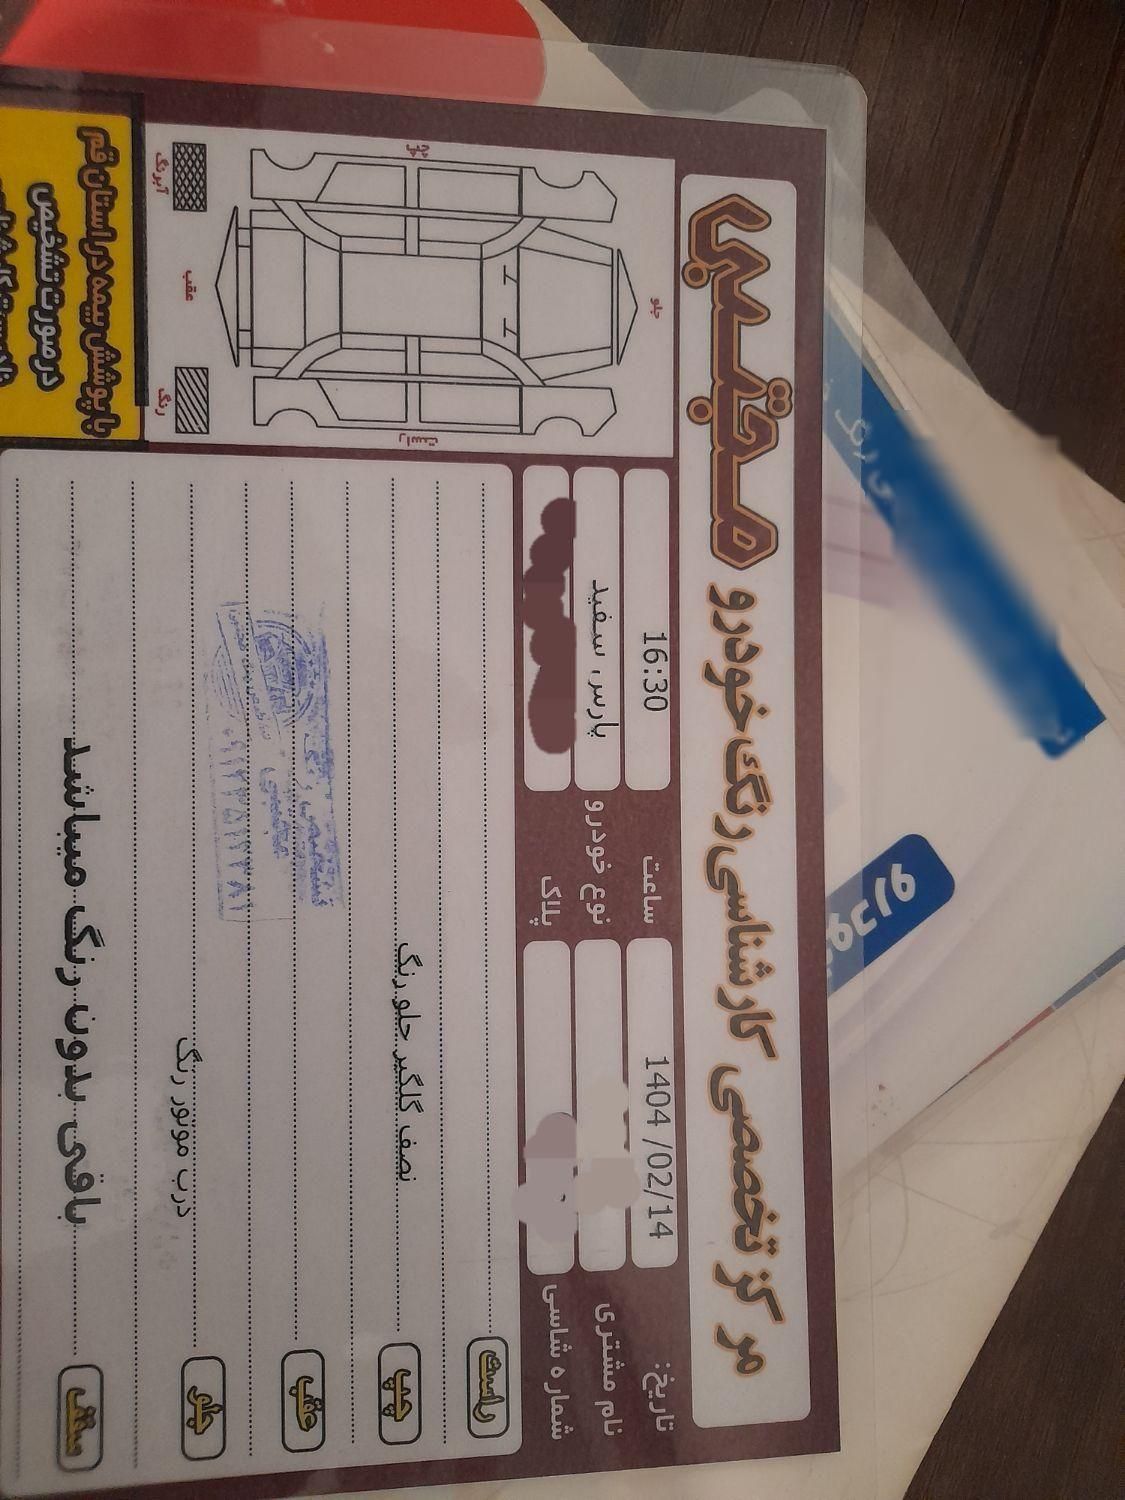 مرکز تخصصی کارشناسی رنگ خودرو مجتبی
تاریخ: 1404/02/14 ساعت 16:30
نام مشتری نوع خودرو پارس سفید
شماره شاسی پلاک
جلو
راست
عقب
رنگ
آبرنگ
راست
چپ نصف گلگیر جلو رنگ
عقب
جلو درب موتور رنگ
سقف باقی بدون رنگ میباشد
با پوشش بیمه در استان قم
در صورت تشخیص
ودرو